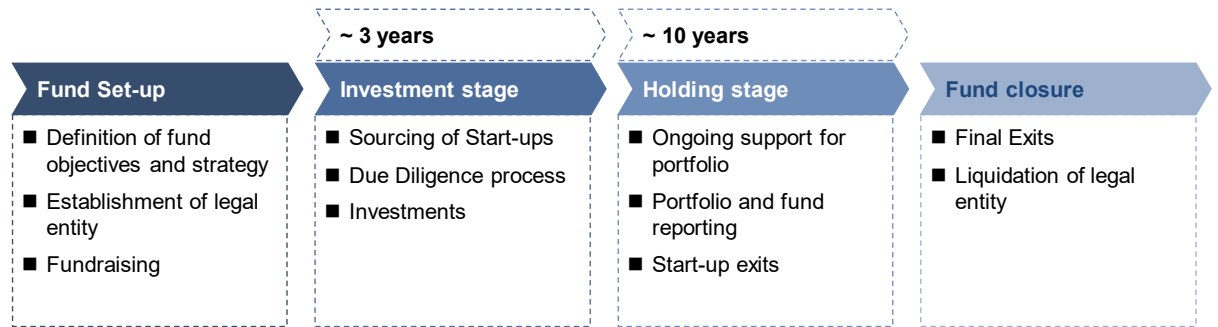 ~ 3 years
~ 10 years
Fund Set-up
Investment stage
Holding stage
Fund closure
■ Definition of fund
objectives and strategy
■ Establishment of legal
entity
■ Fundraising
■ Sourcing of Start-ups
■ Due Diligence process
■ Investments
■ Ongoing support for
portfolio
■ Portfolio and fund
reporting
■ Start-up exits
■ Final Exits
■ Liquidation of legal
entity